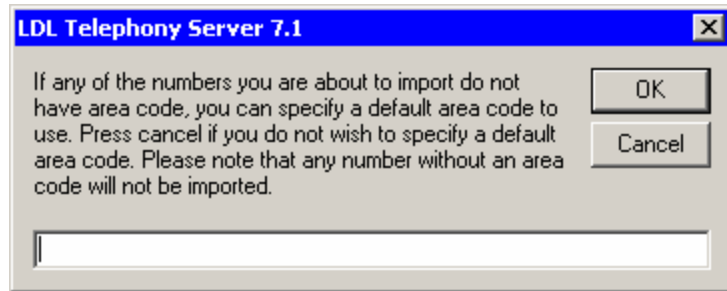 LDL Telephony Server 7.1
If any of the numbers you are about to import do not
have area code, you can specify a default area code to
use. Press cancel if you do not wish to specify a default
area code. Please note that any number without an area
code will not be imported.
OK
Cancel